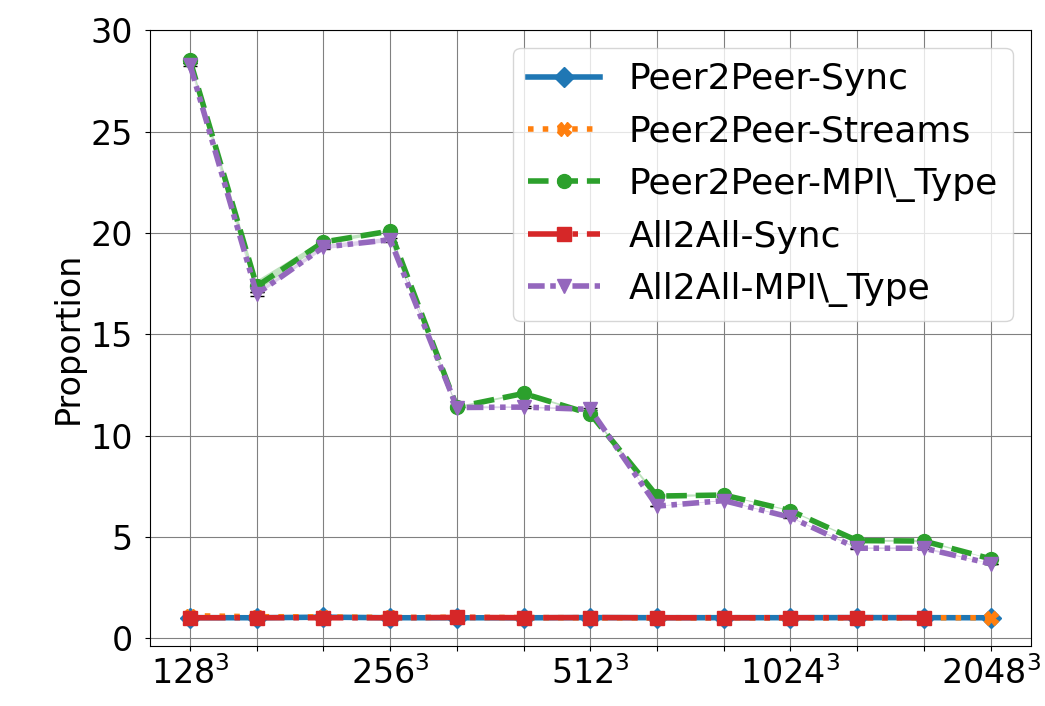 30
25
20
15
10
5
0
Proportion
Peer2Peer-Sync
Peer2Peer-Streams
Peer2Peer-MPI\_Type
All2All-Sync
All2All-MPI\_Type
128³ 256³ 512³ 1024³ 2048³